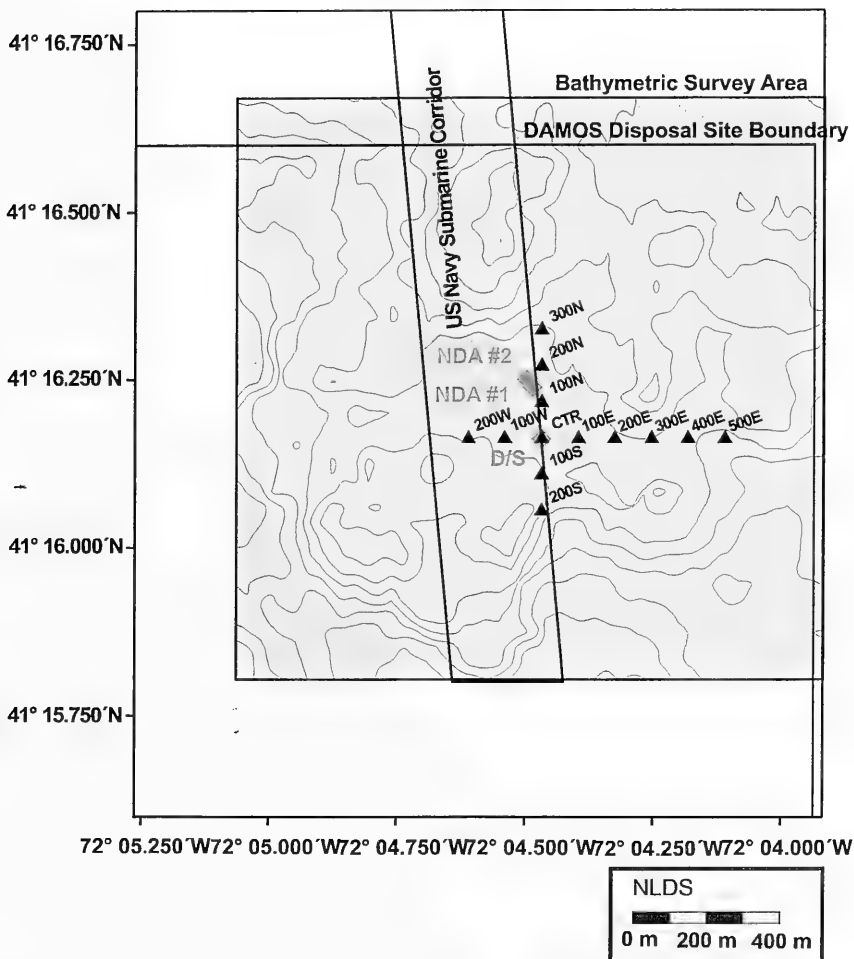 41° 16.750´N
Bathymetric Survey Area
DAMOS Disposal Site Boundary
US Navy Submarine Corridor
41° 16.500´N
300N
200N
NDA #2
41° 16.250´N
NDA #1
100N
200W
100W
CTR
100E
200E
300E
400E
500E
D/S
100S
200S
41° 16.000´N
41° 15.750´N
72° 05.250´W 72° 05.000´W 72° 04.750´W 72° 04.500´W 72° 04.250´W 72° 04.000´W
NLDS
0 m 200 m 400 m